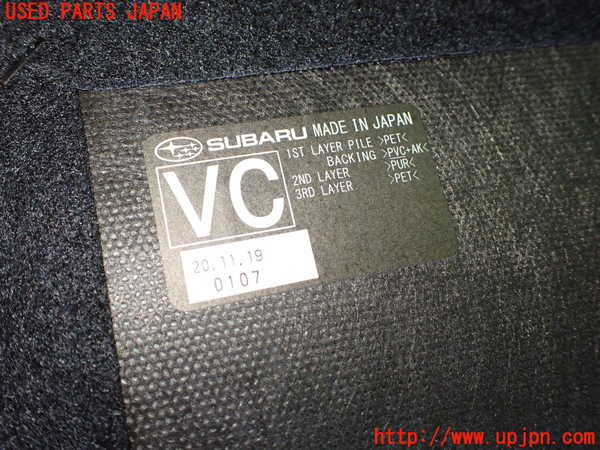 USED PARTS JAPAN
SUBARU MADE IN JAPAN
VC
1ST LAYER PILE >PET<
BACKING >PVC+AK<
2ND LAYER >PUR<
3RD LAYER >PET<
20.11.19
0107
http://www.upjpn.com/